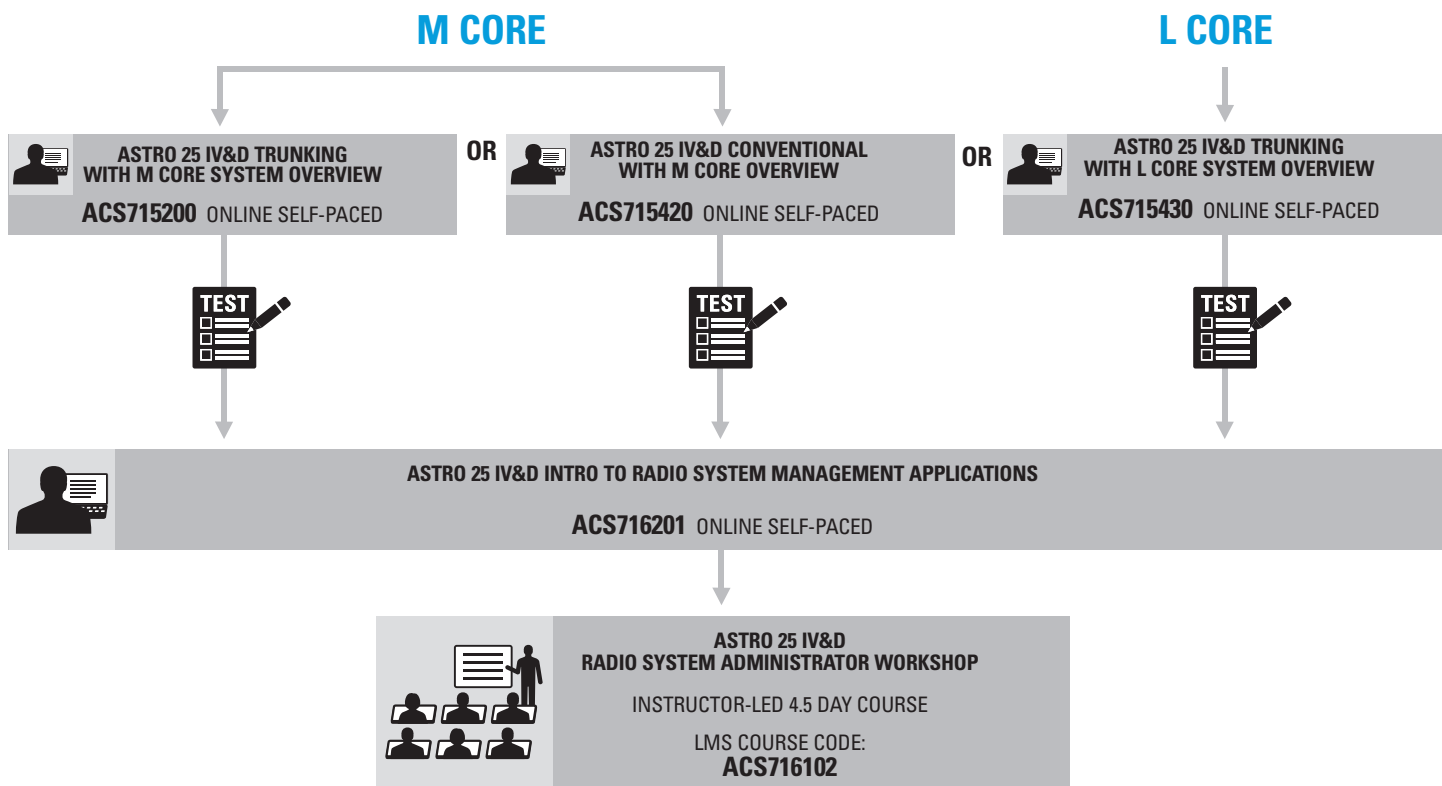 M CORE
L CORE
ASTRO 25 IV&D TRUNKING
WITH M CORE SYSTEM OVERVIEW
ACS715200 ONLINE SELF-PACED
OR
ASTRO 25 IV&D CONVENTIONAL
WITH M CORE OVERVIEW
ACS715420 ONLINE SELF-PACED
OR
ASTRO 25 IV&D TRUNKING
WITH L CORE SYSTEM OVERVIEW
ACS715430 ONLINE SELF-PACED
TEST
TEST
TEST
ASTRO 25 IV&D INTRO TO RADIO SYSTEM MANAGEMENT APPLICATIONS
ACS716201 ONLINE SELF-PACED
ASTRO 25 IV&D
RADIO SYSTEM ADMINISTRATOR WORKSHOP
INSTRUCTOR-LED 4.5 DAY COURSE
LMS COURSE CODE:
ACS716102